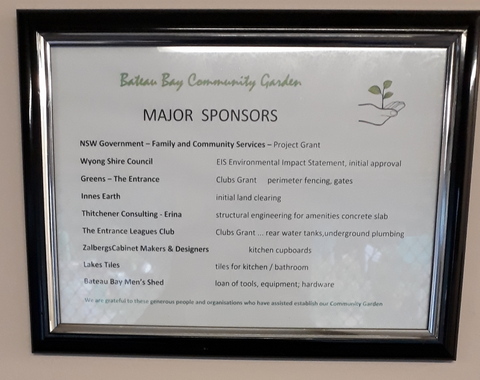 Bateau Bay Community Garden
MAJOR SPONSORS
NSW Government – Family and Community Services – Project Grant
Wyong Shire Council EIS Environmental Impact Statement, initial approval
Greens – The Entrance Clubs Grant perimeter fencing, gates
Innes Earth initial land clearing
Thitchener Consulting - Erina structural engineering for amenities concrete slab
The Entrance Leagues Club Clubs Grant ... rear water tanks,underground plumbing
ZalbergsCabinet Makers & Designers kitchen cupboards
Lakes Tiles tiles for kitchen / bathroom
Bateau Bay Men's Shed loan of tools, equipment, hardware
We are grateful to these generous people and organisations who have assisted establish our Community Garden